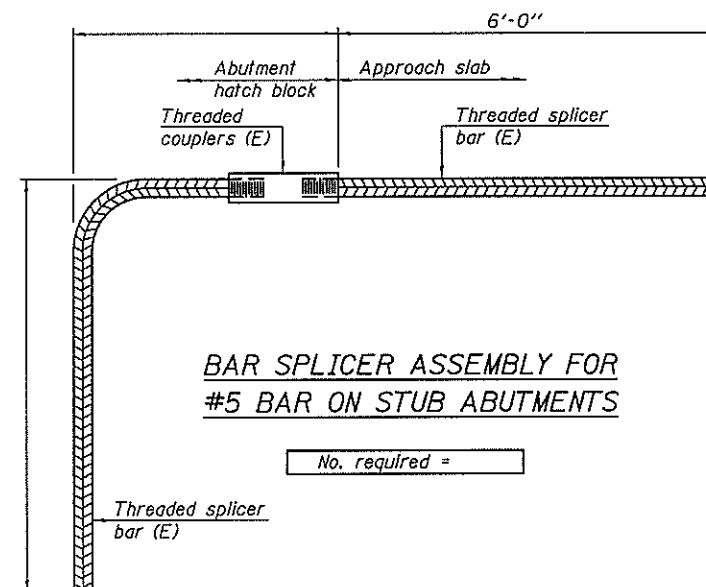 6'-0"
Abutment
hatch block
Approach slab
Threaded
couplers (E)
Threaded splicer
bar (E)
BAR SPLICER ASSEMBLY FOR
#5 BAR ON STUB ABUTMENTS
No. required =
Threaded splicer
bar (E)